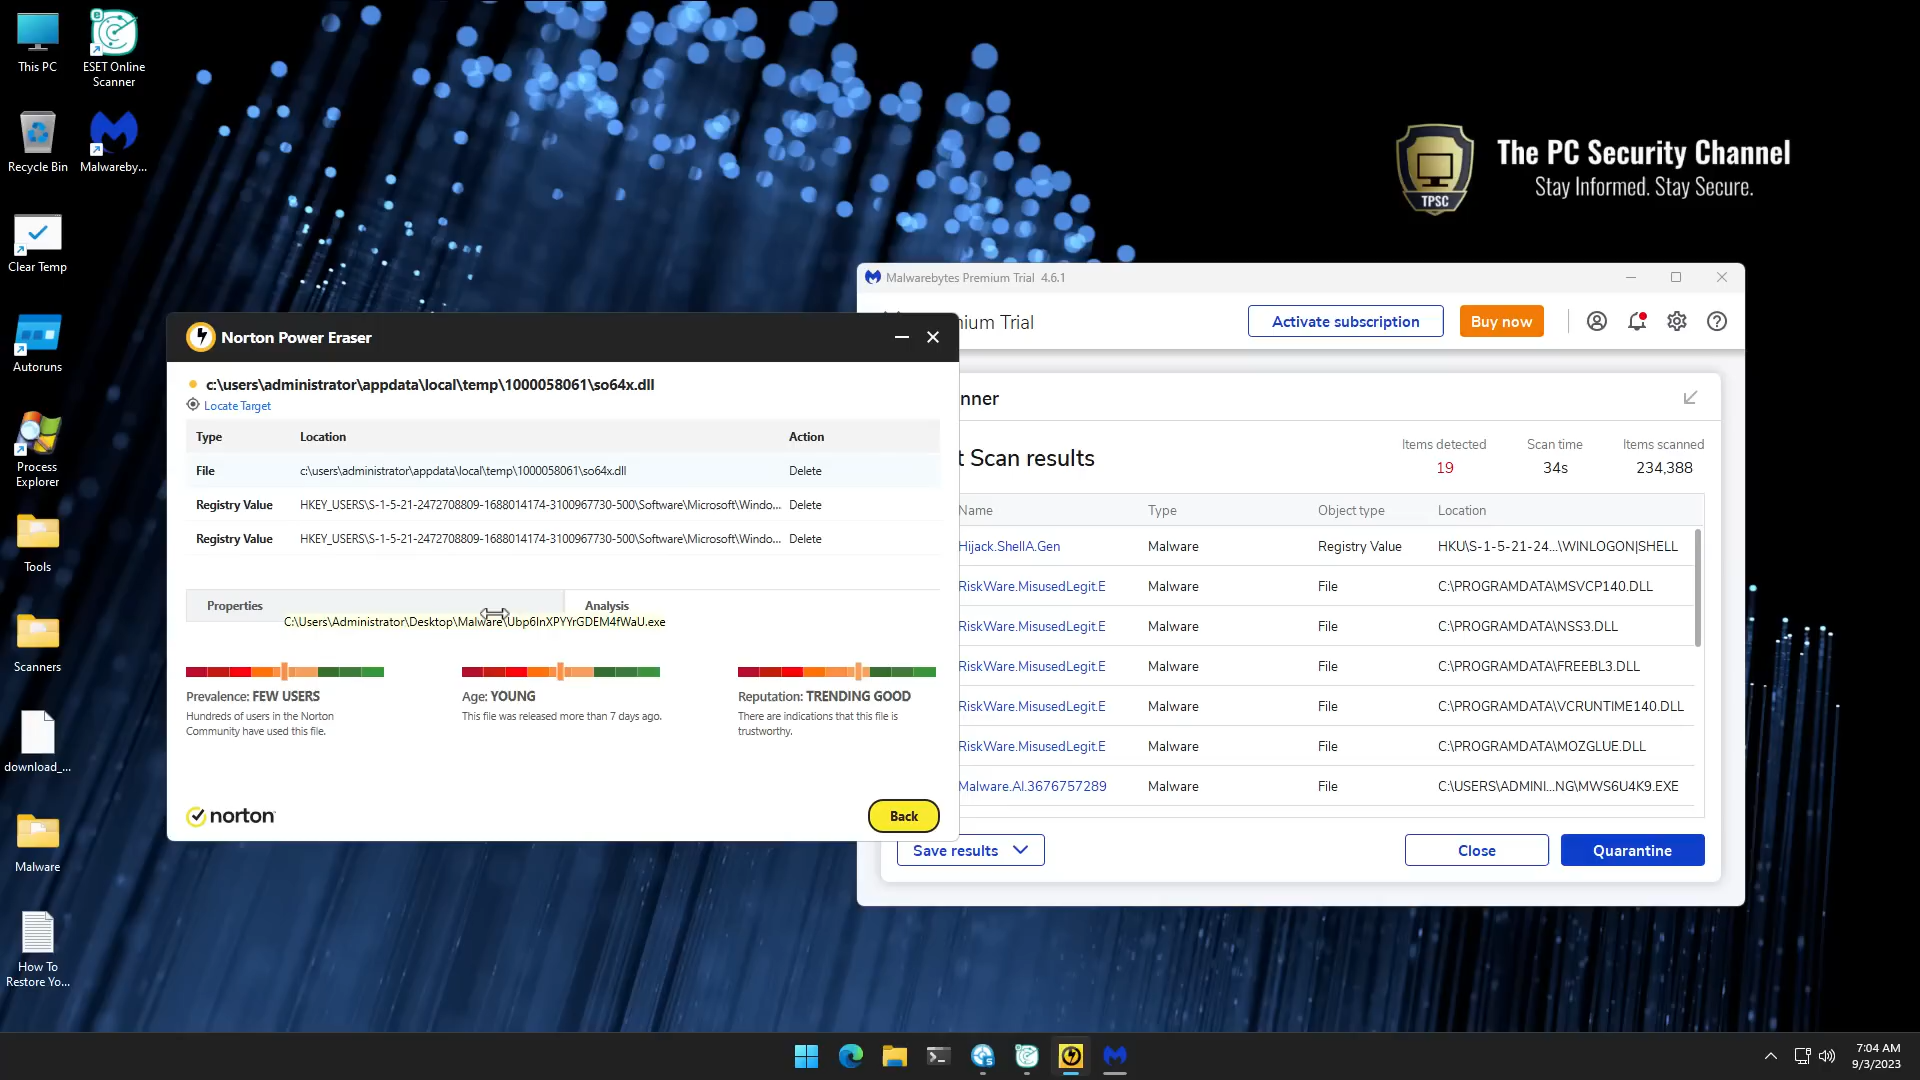 This PC
ESET Online
Scanner
Recycle Bin
Malwareby...
Clear Temp
Autoruns
Process
Explorer
Tools
Scanners
download_...
Malware
How To
Restore Yo...
The PC Security Channel
Stay Informed. Stay Secure.
TPSC
Norton Power Eraser
c:\users\administrator\appdata\local\temp\1000058061\so64x.dll
Locate Target
Type Location Action
File c:\users\administrator\appdata\local\temp\1000058061\so64x.dll Delete
Registry Value HKEY_USERS\S-1-5-21-2472708809-1688014174-3100967730-500\Software\Microsoft\Windo... Delete
Registry Value HKEY_USERS\S-1-5-21-2472708809-1688014174-3100967730-500\Software\Microsoft\Windo... Delete
Properties Analysis
C:\Users\Administrator\Desktop\Malware\Ubp6InXPYYrGDEM4fWaU.exe
Prevalence: FEW USERS
Hundreds of users in the Norton
Community have used this file.
Age: YOUNG
This file was released more than 7 days ago.
Reputation: TRENDING GOOD
There are indications that this file is
trustworthy.
norton
Back
Malwarebytes Premium Trial 4.6.1
ium Trial
Activate subscription
Buy now
nner
t Scan results
Items detected Scan time Items scanned
19 34s 234,388
Name Type Object type Location
Hijack.ShellA.Gen Malware Registry Value HKU\S-1-5-21-24...\WINLOGON|SHELL
RiskWare.MisusedLegit.E Malware File C:\PROGRAMDATA\MSVCP140.DLL
RiskWare.MisusedLegit.E Malware File C:\PROGRAMDATA\NSS3.DLL
RiskWare.MisusedLegit.E Malware File C:\PROGRAMDATA\FREEBL3.DLL
RiskWare.MisusedLegit.E Malware File C:\PROGRAMDATA\VCRUNTIME140.DLL
RiskWare.MisusedLegit.E Malware File C:\PROGRAMDATA\MOZGLUE.DLL
Malware.AI.3676757289 Malware File C:\USERS\ADMINI...NG\MWS6U4K9.EXE
Save results
Close
Quarantine
7:04 AM
9/3/2023